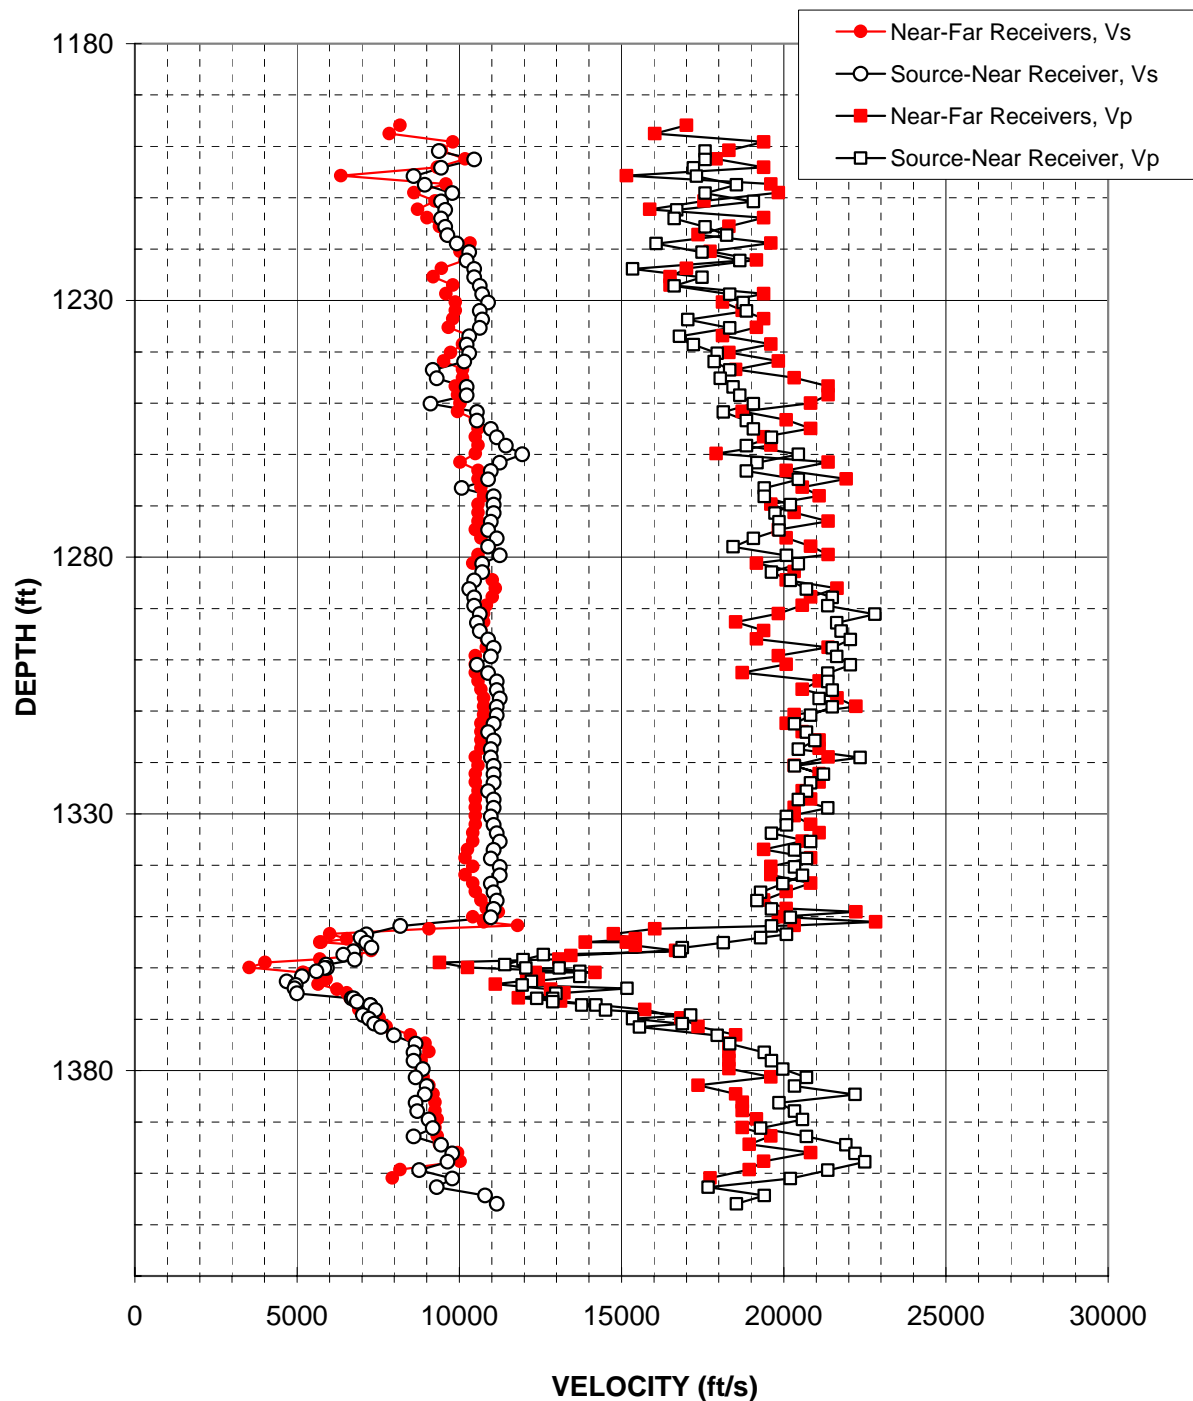 Near-Far Receivers, Vs
Source-Near Receiver, Vs
Near-Far Receivers, Vp
Source-Near Receiver, Vp
1180
1230
1280
1330
1380
DEPTH (ft)
0 5000 10000 15000 20000 25000 30000
VELOCITY (ft/s)